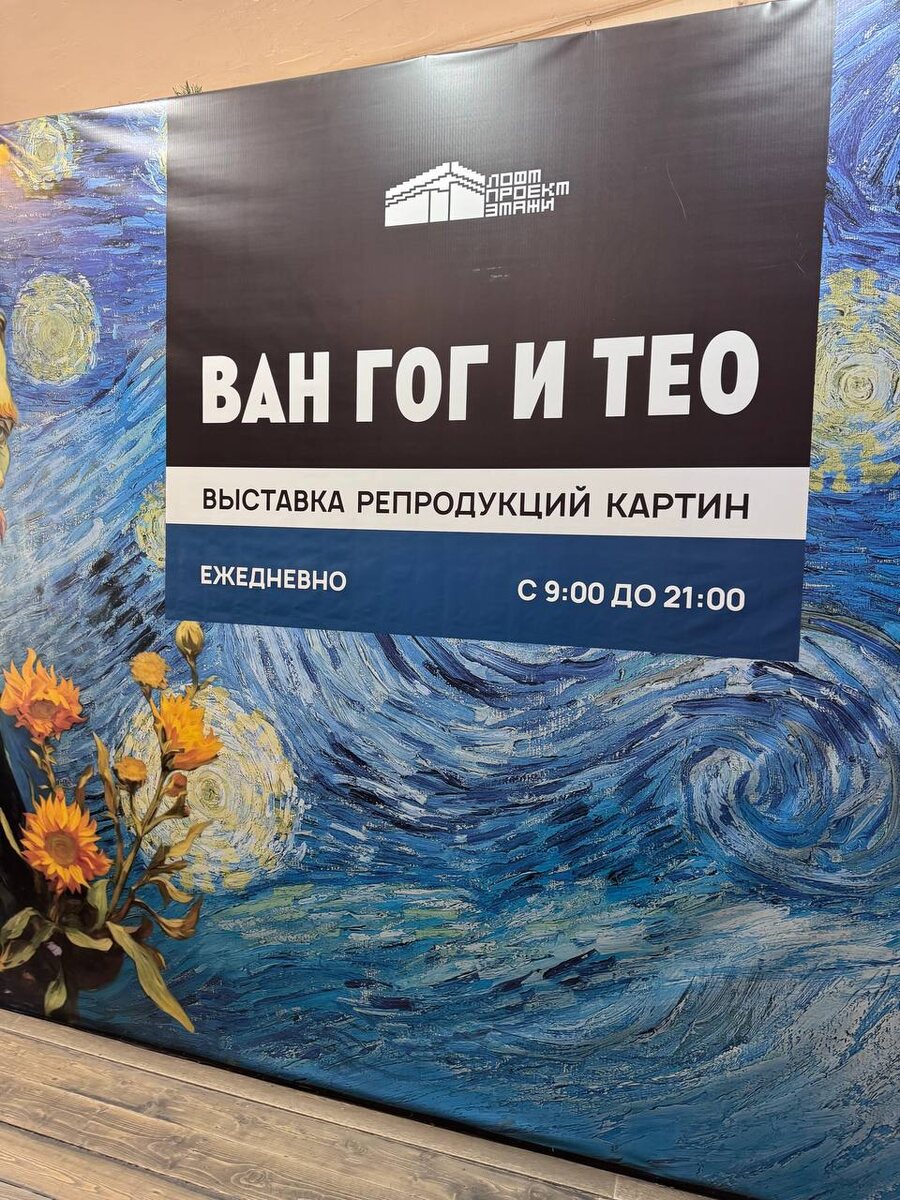 ЛОФТ
ПРОЕКТ
ЭТАЖИ
ВАН ГОГ И ТЕО
ВЫСТАВКА РЕПРОДУКЦИЙ КАРТИН
ЕЖЕДНЕВНО С 9:00 ДО 21:00